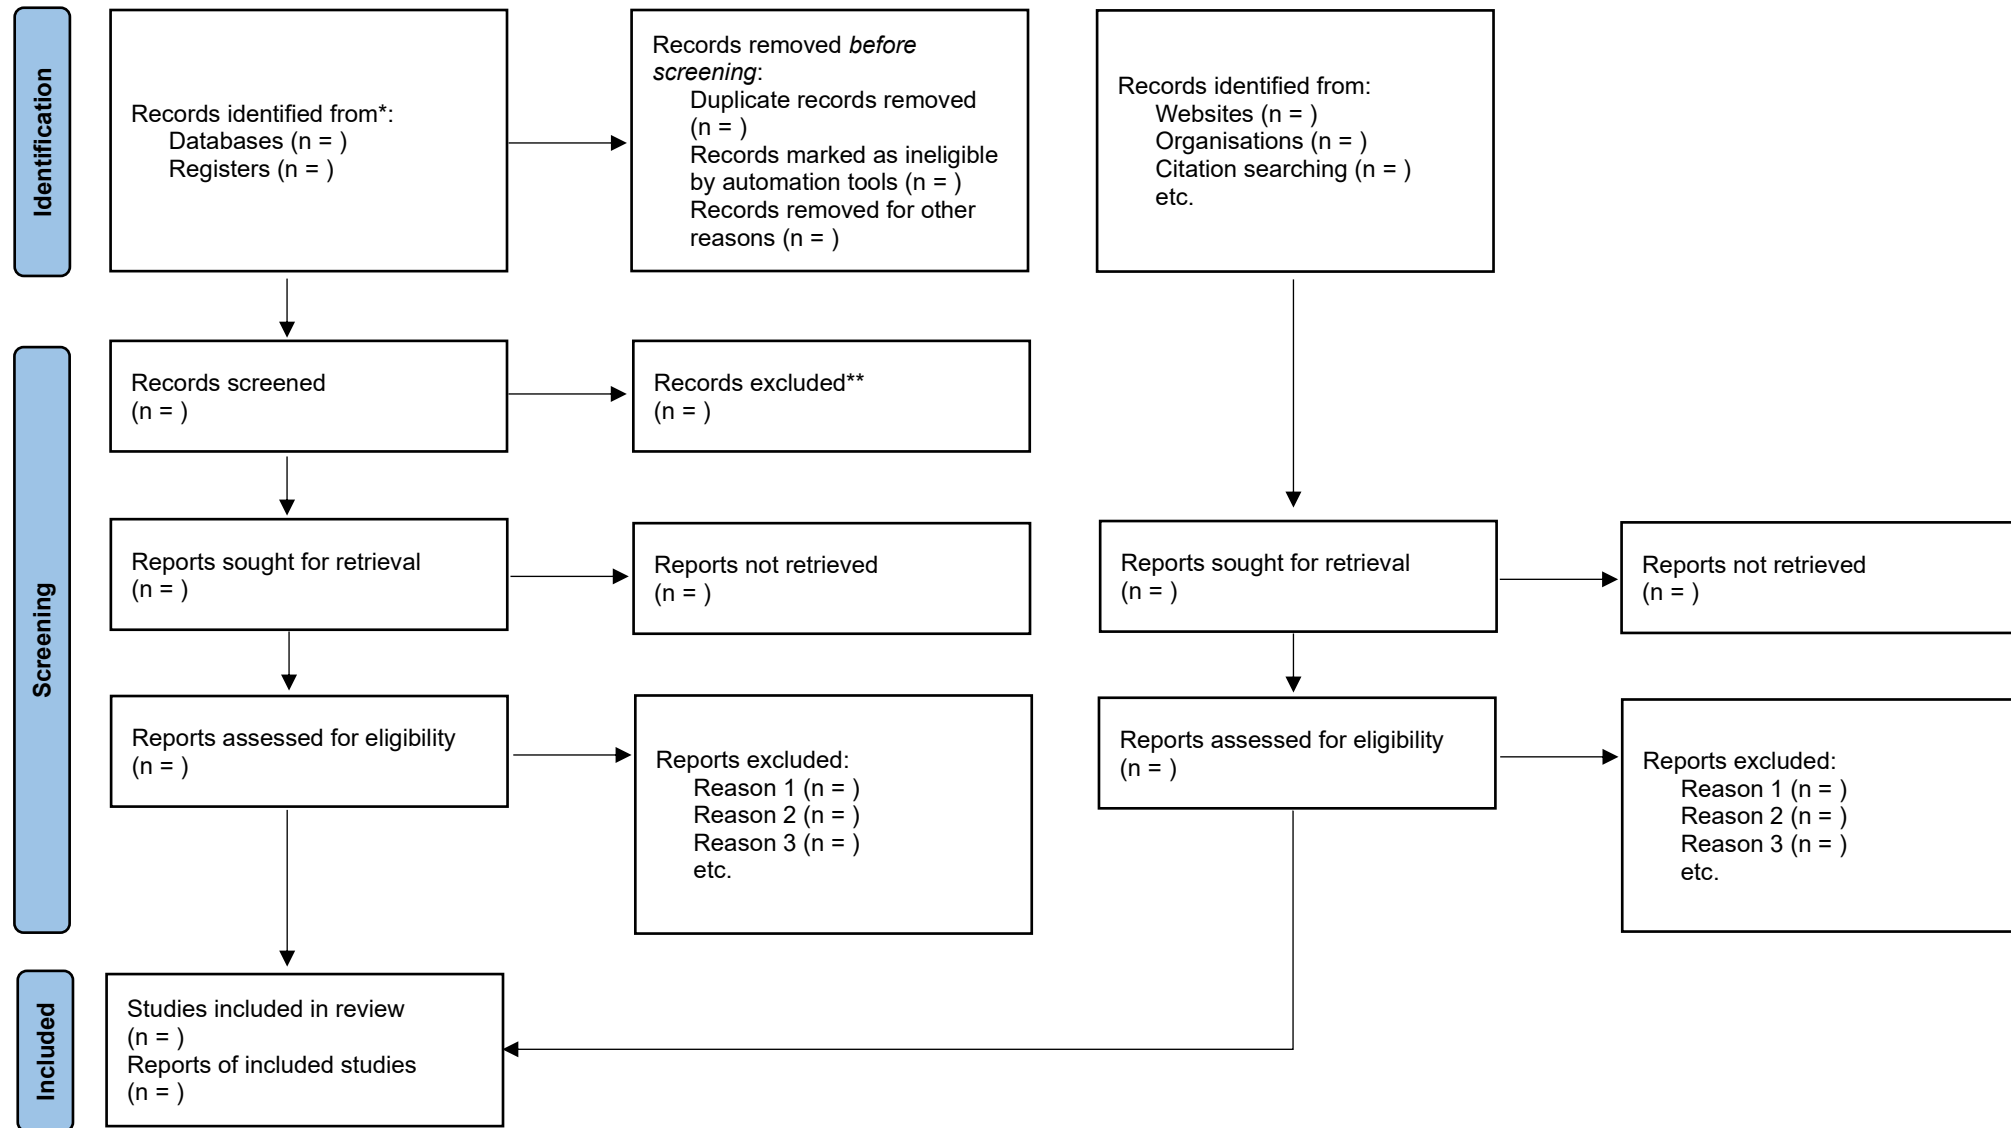 Identification
Records identified from*:
Databases (n = )
Registers (n = )
Records removed before
screening:
Duplicate records removed
(n = )
Records marked as ineligible
by automation tools (n = )
Records removed for other
reasons (n = )
Records identified from:
Websites (n = )
Organisations (n = )
Citation searching (n = )
etc.
Screening
Records screened
(n = )
Records excluded**
(n = )
Reports sought for retrieval
(n = )
Reports not retrieved
(n = )
Reports sought for retrieval
(n = )
Reports not retrieved
(n = )
Reports assessed for eligibility
(n = )
Reports excluded:
Reason 1 (n = )
Reason 2 (n = )
Reason 3 (n = )
etc.
Reports assessed for eligibility
(n = )
Reports excluded:
Reason 1 (n = )
Reason 2 (n = )
Reason 3 (n = )
etc.
Included
Studies included in review
(n = )
Reports of included studies
(n = )